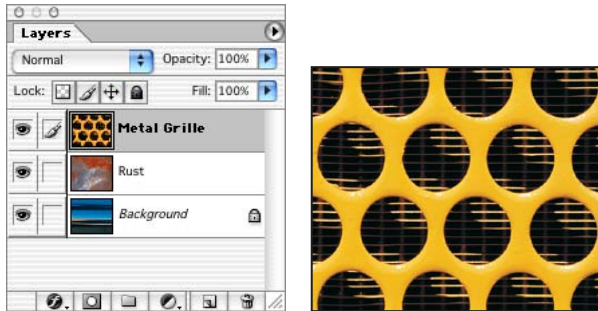 Layers
Normal
Opacity: 100%
Lock:
Fill: 100%
Metal Grille
Rust
Background